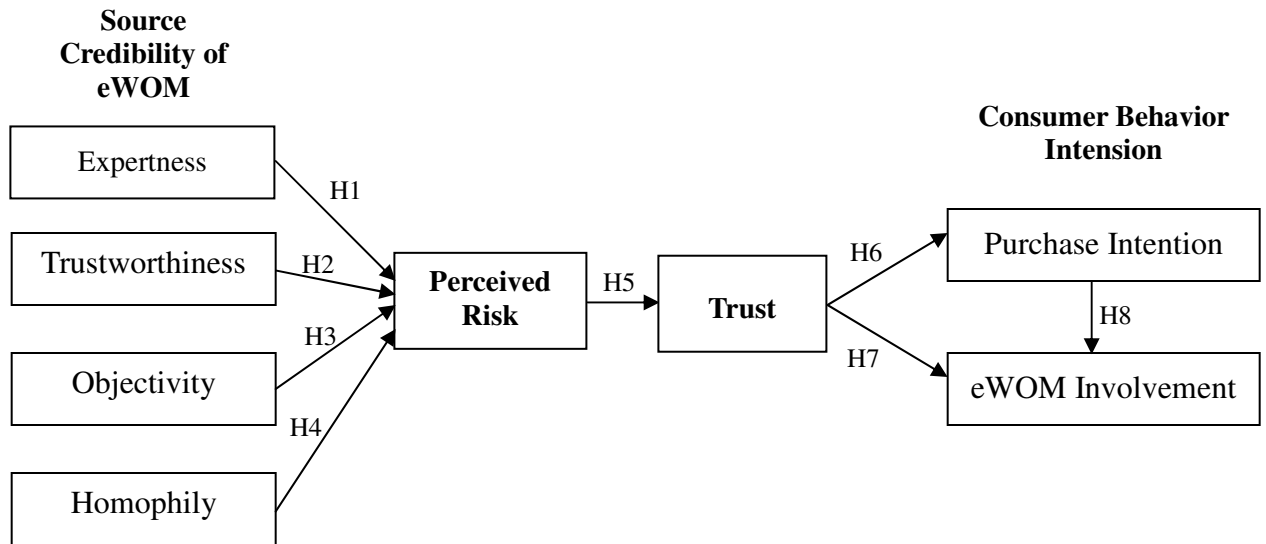 Source
Credibility of
eWOM
Expertness
Trustworthiness
Objectivity
Homophily
H1
H2
H3
H4
Perceived
Risk
H5
Trust
H6
H7
Consumer Behavior
Intension
Purchase Intention
H8
eWOM Involvement